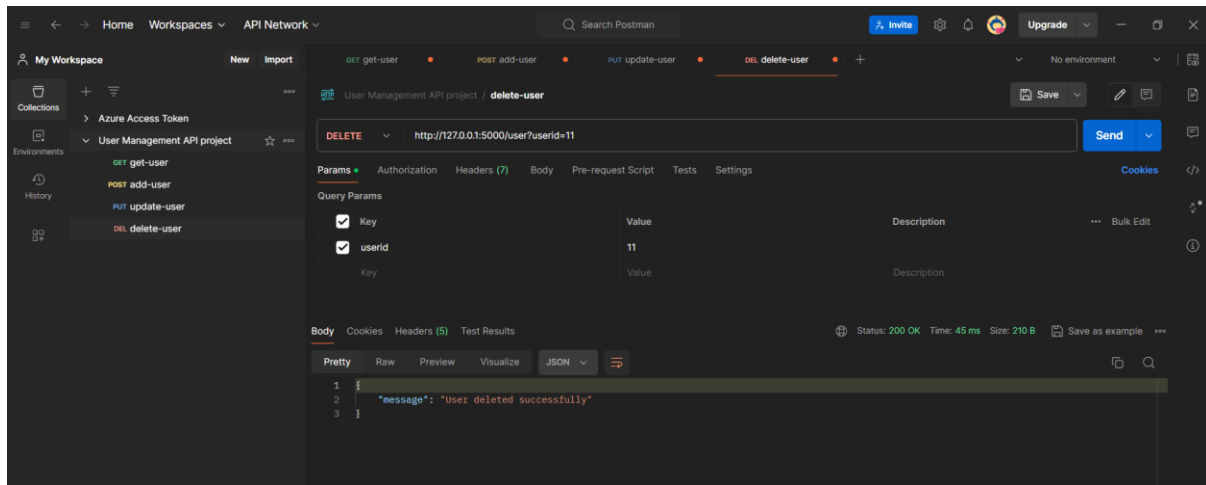 Home Workspaces API Network Search Postman Invite Upgrade
My Workspace New Import GET get-user POST add-user PUT update-user DEL delete-user No environment
Collections
Environments
History
Azure Access Token
User Management API project
GET get-user
POST add-user
PUT update-user
DEL delete-user
HTTP User Management API project / delete-user Save
DELETE http://127.0.0.1:5000/user?userid=11 Send
Params Authorization Headers (7) Body Pre-request Script Tests Settings Cookies
Query Params
Key Value Description Bulk Edit
userid 11
Key Value Description
Body Cookies Headers (5) Test Results Status: 200 OK Time: 45 ms Size: 210 B Save as example
Pretty Raw Preview Visualize JSON
1 {
2 "message": "User deleted successfully"
3 }